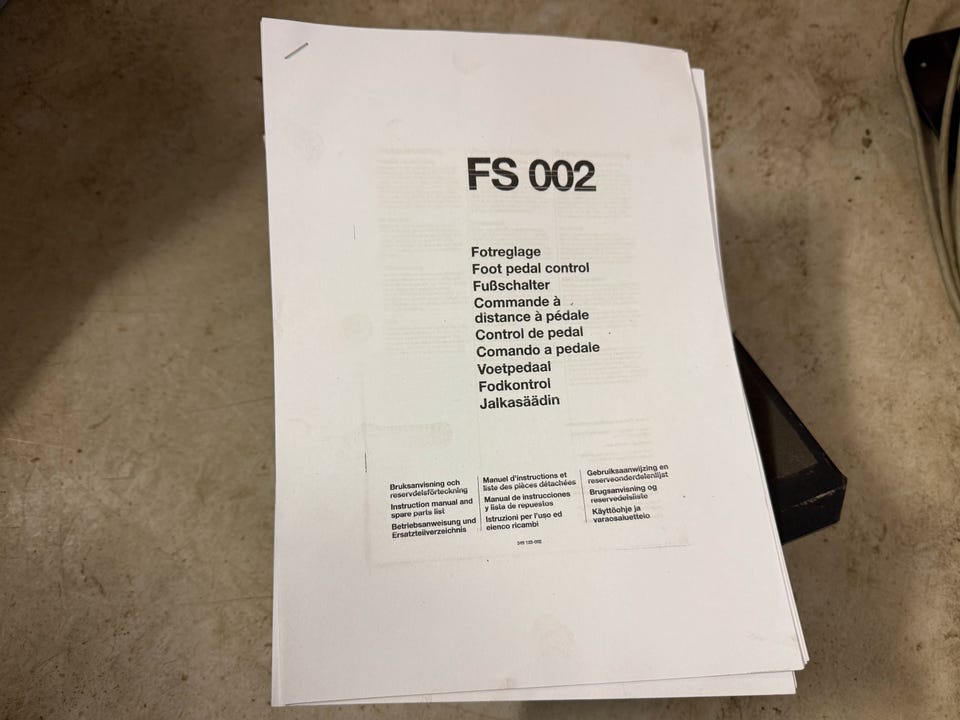 FS 002
Fotreglage
Foot pedal control
Fußschalter
Commande à
distance à pédale
Control de pedal
Comando a pedale
Voetpedaal
Fodkontrol
Jalkasäädin
Bruksanvisning och
reservdelsförteckning
Instruction manual and
spare parts list
Betriebsanweisung und
Ersatzteilverzeichnis
Manuel d'instructions et
liste des pièces détachées
Manual de instrucciones
y lista de repuestos
Istruzioni per l'uso ed
elenco ricambi
Gebruiksaanwijzing en
reserveonderdelenlijst
Brugsanvisning og
reservedelsliste
Käyttöohje ja
varaosaluettelo